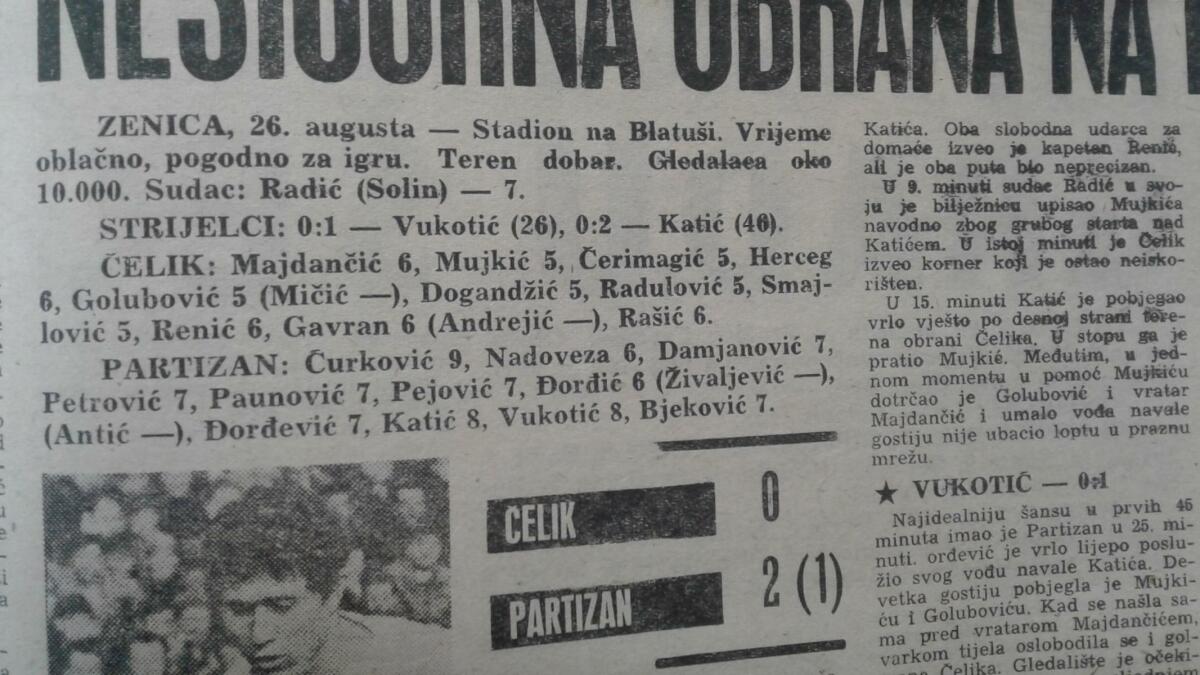 NESIGURNA OBRANA NA
ZENICA, 26. augusta — Stadion na Blatuši. Vrijeme
oblačno, pogodno za igru. Teren dobar. Gledalaea oko
10.000. Sudac: Radić (Solin) — 7.
STRIJELCI: 0:1 — Vukotić (26), 0:2 — Katić (46).
ČELIK: Majdančić 6, Mujkić 5, Čerimagić 5, Herceg
6, Golubović 5 (Mičić —), Dogandžić 5, Radulović 5, Smaj-
lović 5, Renić 6, Gavran 6 (Andrejić —), Rašić 6.
PARTIZAN: Ćurković 9, Nadoveza 6, Damjanović 7,
Petrović 7, Paunović 7, Pejović 7, Đorđić 6 (Živaljević —),
(Antić —), Đorđević 7, Katić 8, Vukotić 8, Bjeković 7.
ČELIK 0
PARTIZAN 2 (1)
Katića. Oba slobodna udarca za
domaće izveo je kapetan Renić,
ali je oba puta bio neprecizan.
U 9. minuti sudac Radić u svo-
ju je bilježnicu upisao Mujkića
navodno zbog grubog starta nad
Katićem. U istoj minuti je Čelik
izveo korner koji je ostao neisko-
rišten.
U 15. minuti Katić je pobjegao
vrlo vješto po desnoj strani tere-
na obrani Čelika. U stopu ga je
pratio Mujkić. Međutim, u jed-
nom momentu u pomoć Mujkiću
dotrčao je Golubović i vratar
Majdančić i umalo vođa navale
gostiju nije ubacio loptu u praznu
mrežu.
★ VUKOTIĆ — 0:1
Najidealniju šansu u prvih 45
minuta imao je Partizan u 25. mi-
nuti. orđević je vrlo lijepo poslu-
žio svog vođu navale Katića. De-
vetka gostiju pobjegla je Mujki-
ću i Goluboviću. Kad se našla sa-
ma pred vratarom Majdančićem,
varkom tijela oslobodila se i gol-
Čelika. Gledalište je očeki-